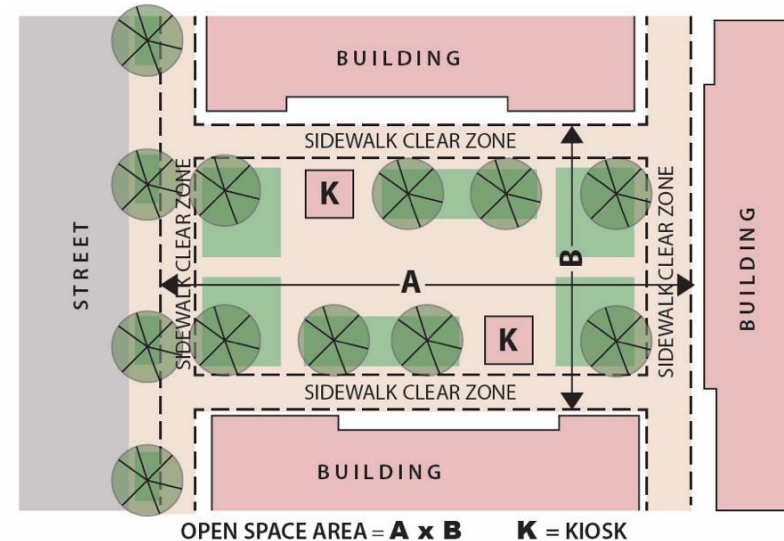 BUILDING
SIDEWALK CLEAR ZONE
K
STREET
SIDEWALK CLEAR ZONE
A
B
SIDEWALK CLEAR ZONE
BUILDING
K
SIDEWALK CLEAR ZONE
BUILDING
OPEN SPACE AREA = A x B K = KIOSK